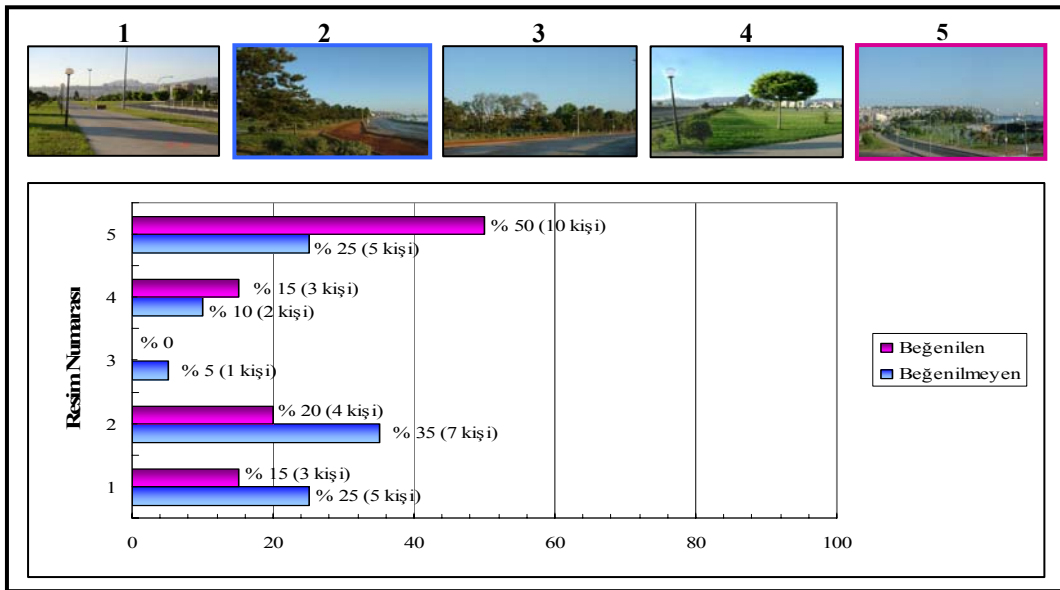 1 2 3 4 5
Resim Numarası
5
% 50 (10 kişi)
% 25 (5 kişi)
4
% 15 (3 kişi)
% 10 (2 kişi)
3
% 0
% 5 (1 kişi)
2
% 20 (4 kişi)
% 35 (7 kişi)
1
% 15 (3 kişi)
% 25 (5 kişi)
0 20 40 60 80 100
Beğenilen
Beğenilmeyen